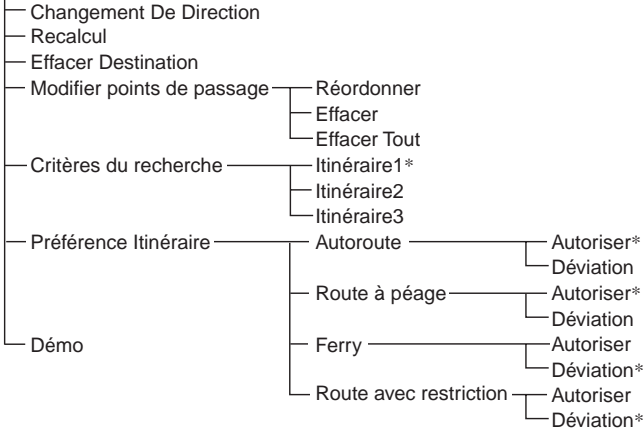 Changement De Direction
Recalcul
Effacer Destination
Modifier points de passage
Réordonner
Effacer
Effacer Tout
Critères du recherche
Itinéraire1*
Itinéraire2
Itinéraire3
Préférence Itinéraire
Autoroute
Autoriser*
Déviation
Route à péage
Autoriser*
Déviation
Démo
Ferry
Autoriser
Déviation*
Route avec restriction
Autoriser
Déviation*